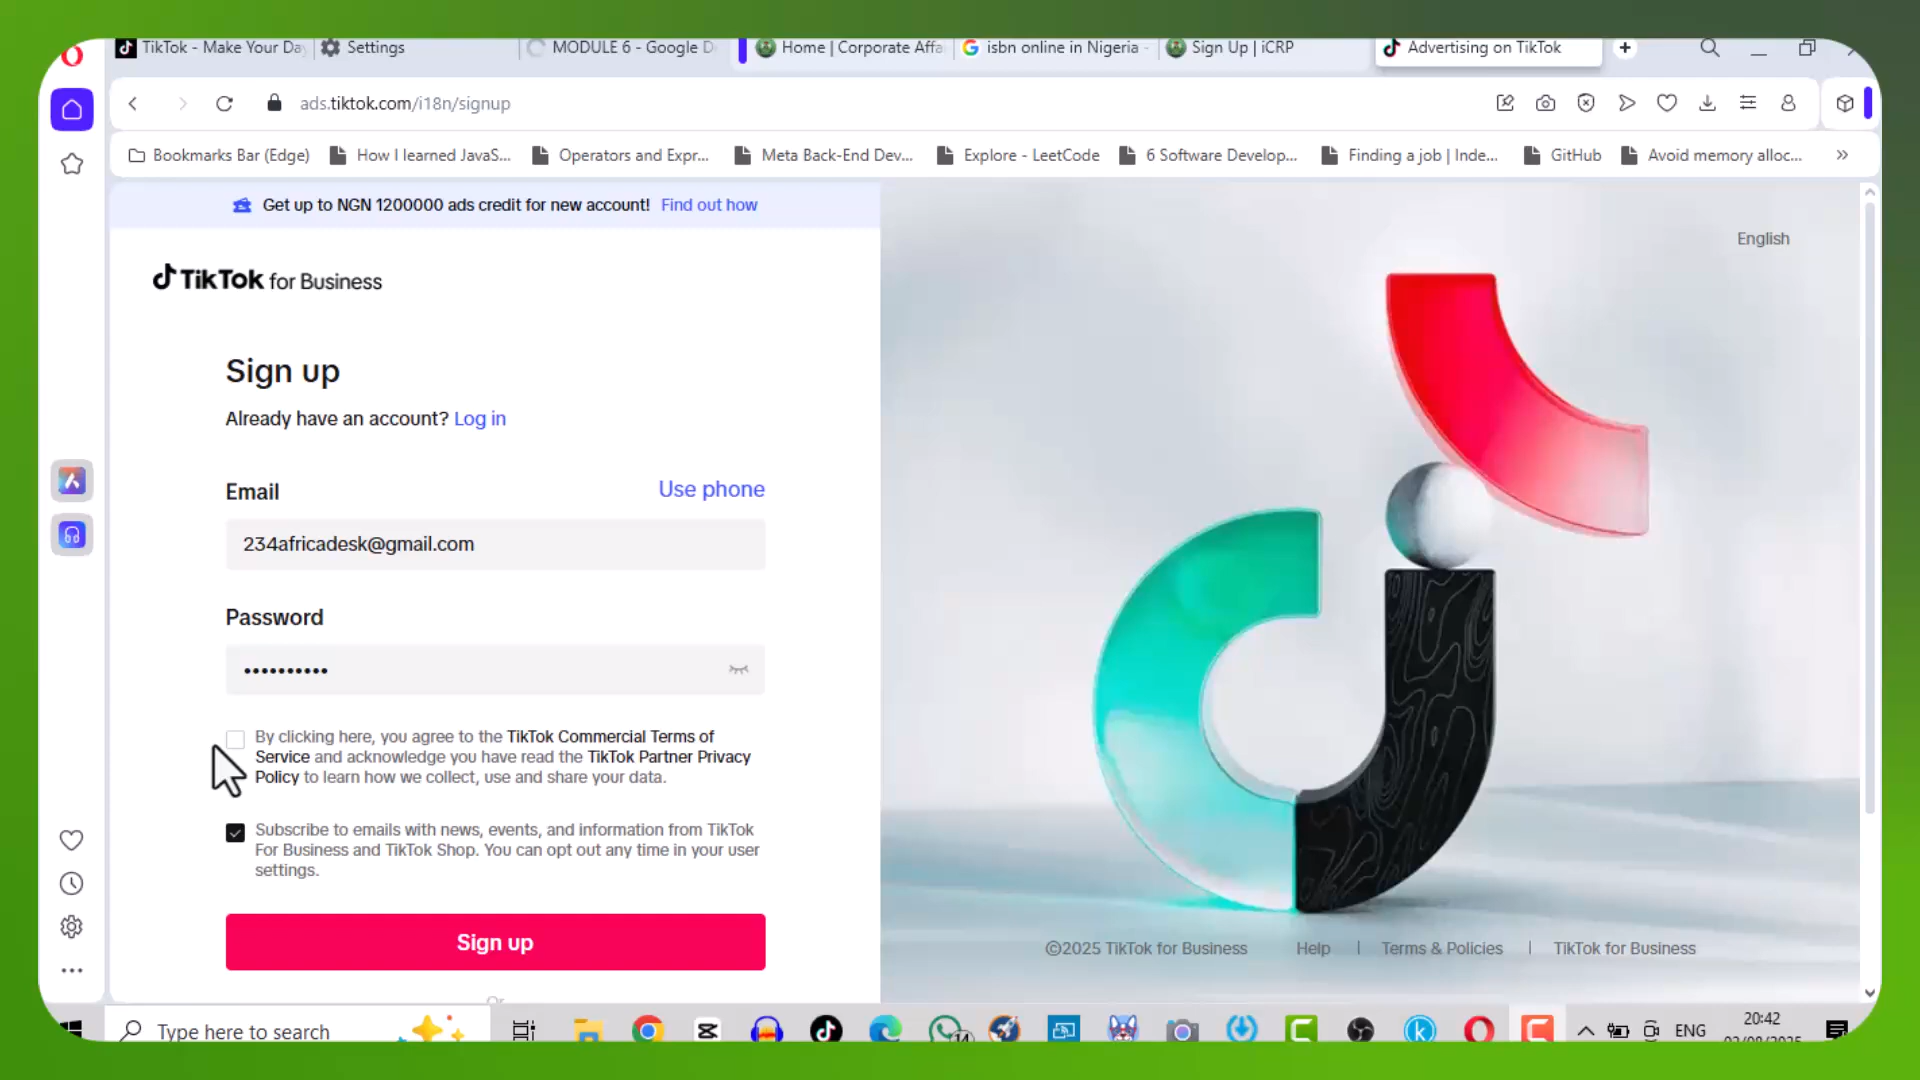 TikTok - Make Your Da
Settings
MODULE 6 - Google D
Home | Corporate Affa
isbn online in Nigeria -
Sign Up | iCRP
Advertising on TikTok
ads.tiktok.com/i18n/signup
Bookmarks Bar (Edge)
How I learned JavaS...
Operators and Expr...
Meta Back-End Dev...
Explore - LeetCode
6 Software Develop...
Finding a job | Inde...
GitHub
Avoid memory alloc...
Get up to NGN 1200000 ads credit for new account! Find out how
English
TikTok for Business
Sign up
Already have an account? Log in
Email
Use phone
234africadesk@gmail.com
Password
By clicking here, you agree to the TikTok Commercial Terms of
Service and acknowledge you have read the TikTok Partner Privacy
Policy to learn how we collect, use and share your data.
Subscribe to emails with news, events, and information from TikTok
For Business and TikTok Shop. You can opt out any time in your user
settings.
Sign up
Or
©2025 TikTok for Business
Help
Terms & Policies
TikTok for Business
Type here to search
14
ENG
20:42